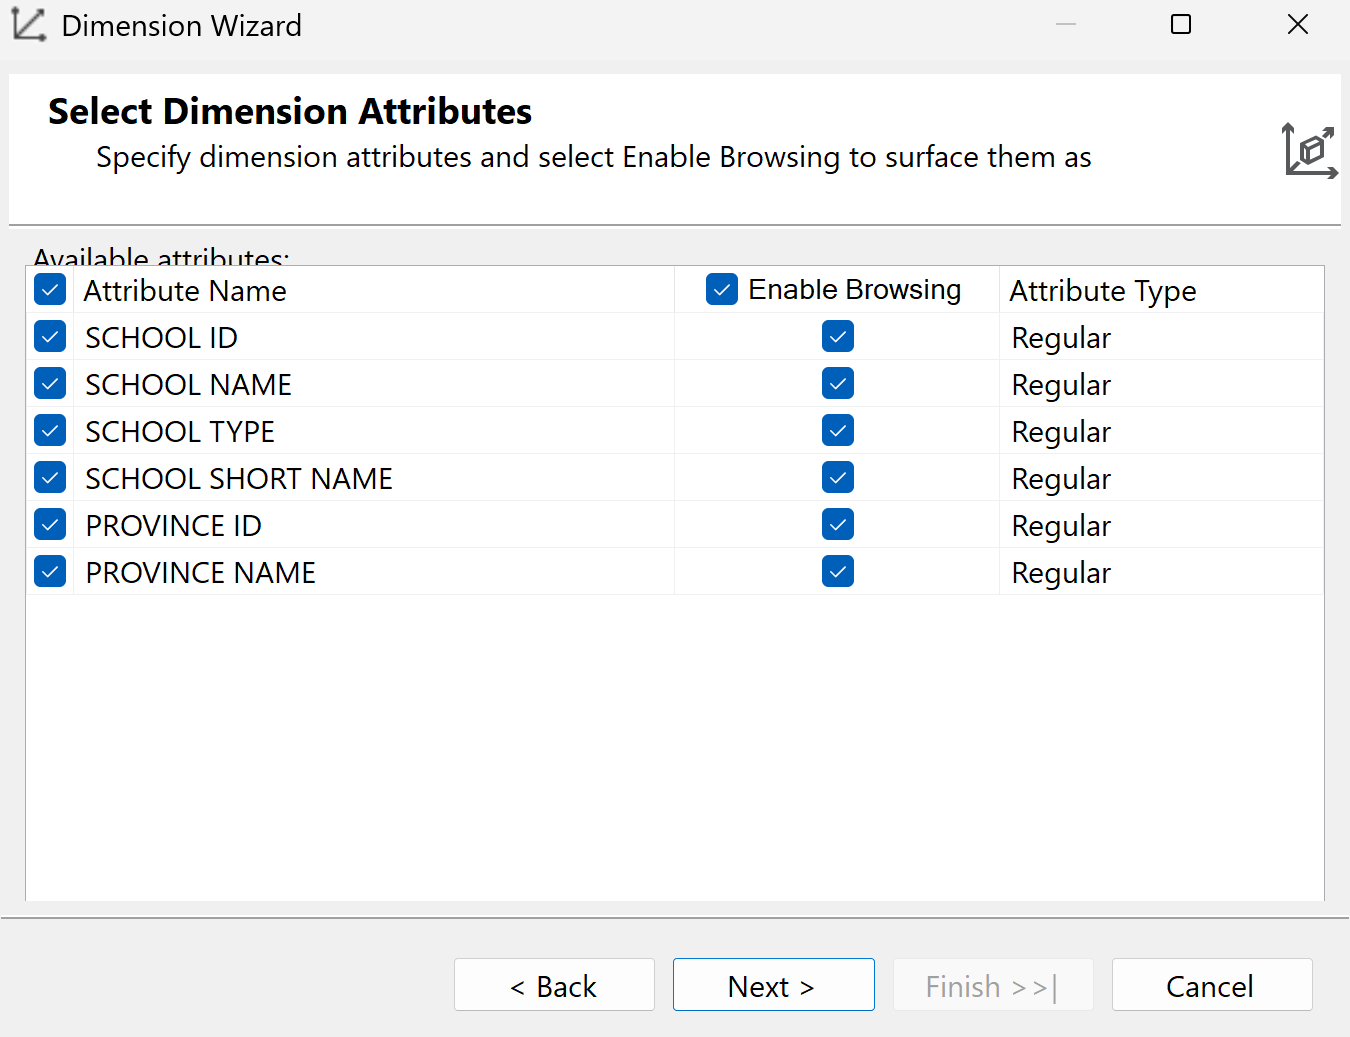 Dimension Wizard
Select Dimension Attributes
Specify dimension attributes and select Enable Browsing to surface them as
Available attributes:
Attribute Name Enable Browsing Attribute Type
SCHOOL ID Regular
SCHOOL NAME Regular
SCHOOL TYPE Regular
SCHOOL SHORT NAME Regular
PROVINCE ID Regular
PROVINCE NAME Regular
< Back Next > Finish >>| Cancel